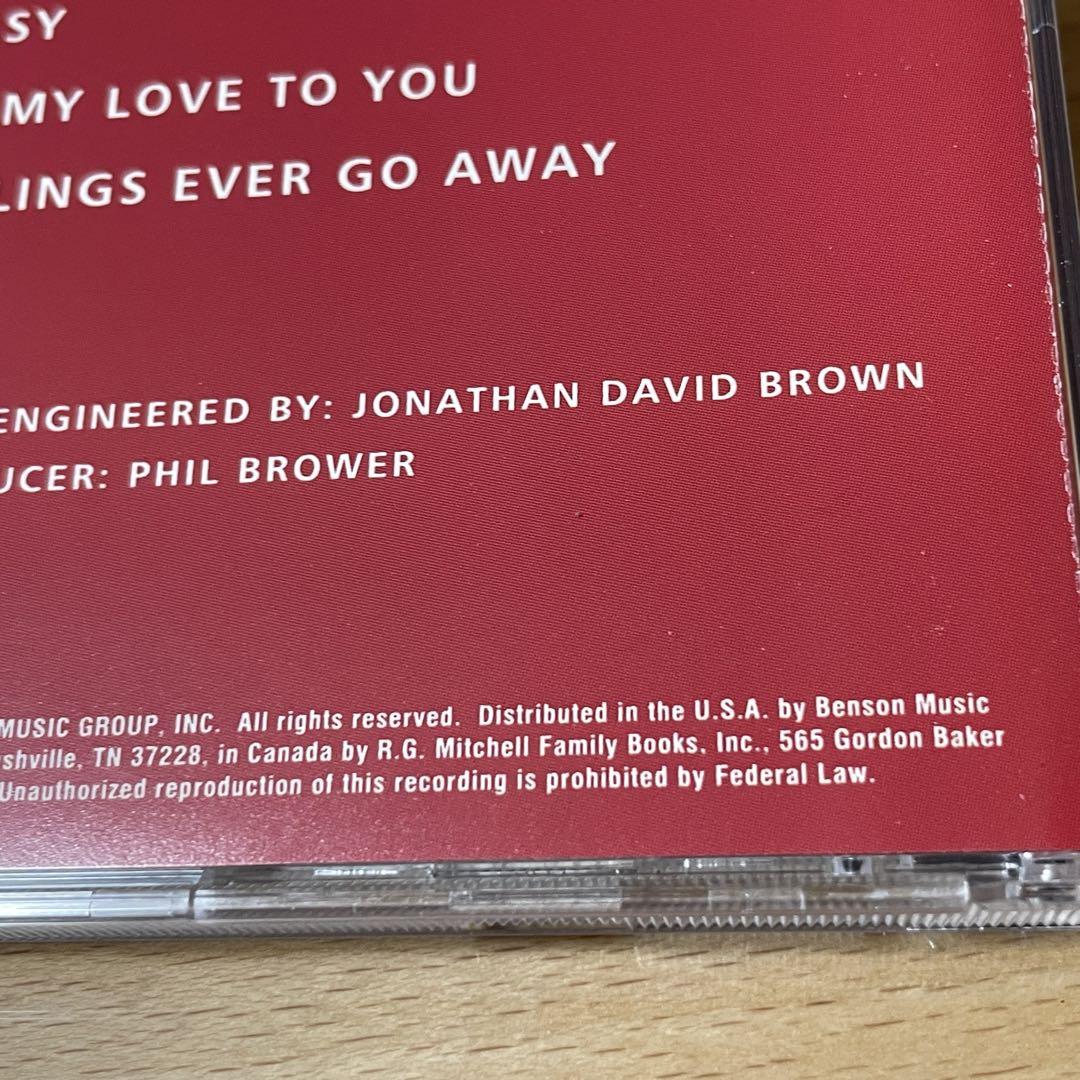 SY
MY LOVE TO YOU
LINGS EVER GO AWAY
ENGINEERED BY: JONATHAN DAVID BROWN
UCER: PHIL BROWER
MUSIC GROUP, INC. All rights reserved. Distributed in the U.S.A. by Benson Music
shville, TN 37228, in Canada by R.G. Mitchell Family Books, Inc., 565 Gordon Baker
Unauthorized reproduction of this recording is prohibited by Federal Law.